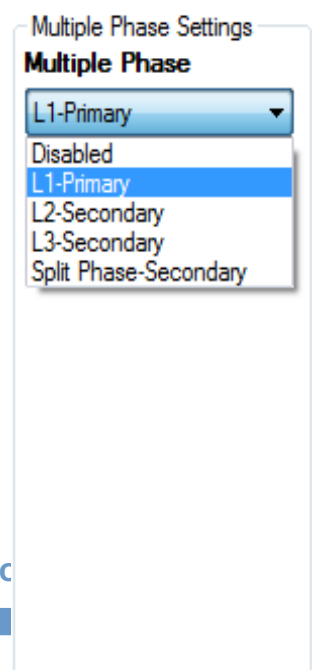 Multiple Phase Settings
Multiple Phase
L1-Primary
Disabled
L1-Primary
L2-Secondary
L3-Secondary
Split Phase-Secondary